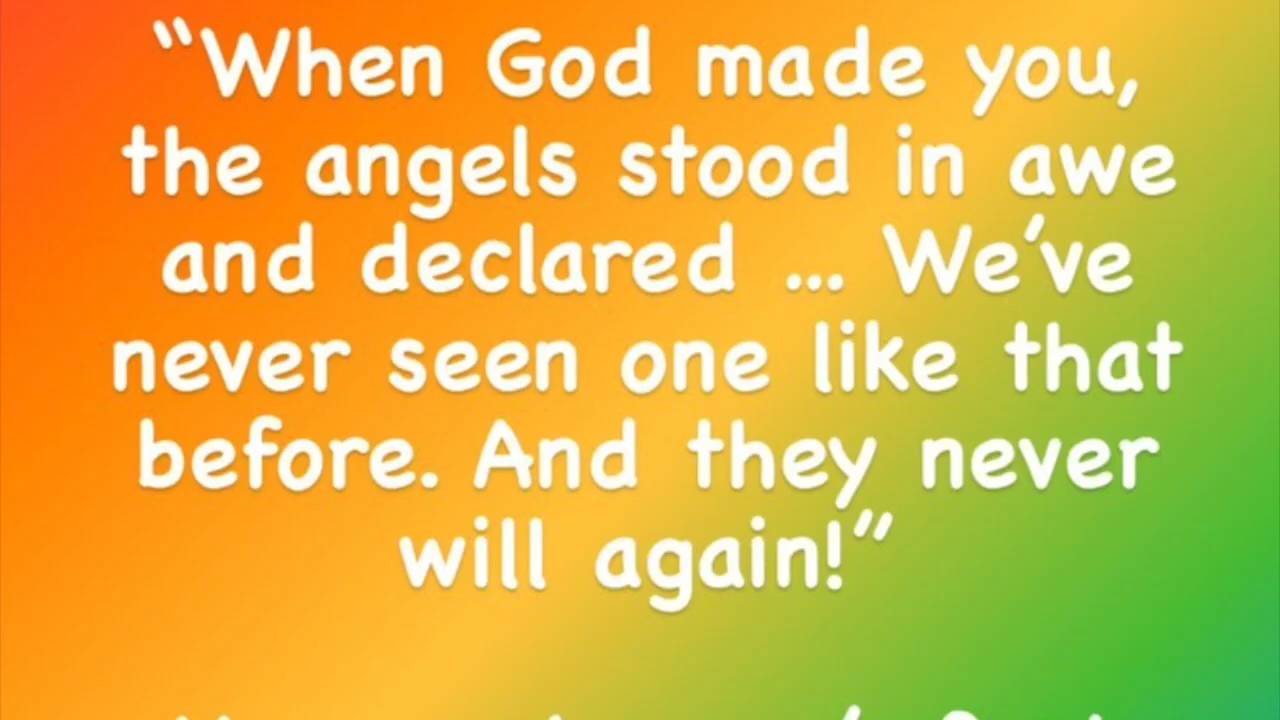 “When God made you,
the angels stood in awe
and declared ... We’ve
never seen one like that
before. And they never
will again!”